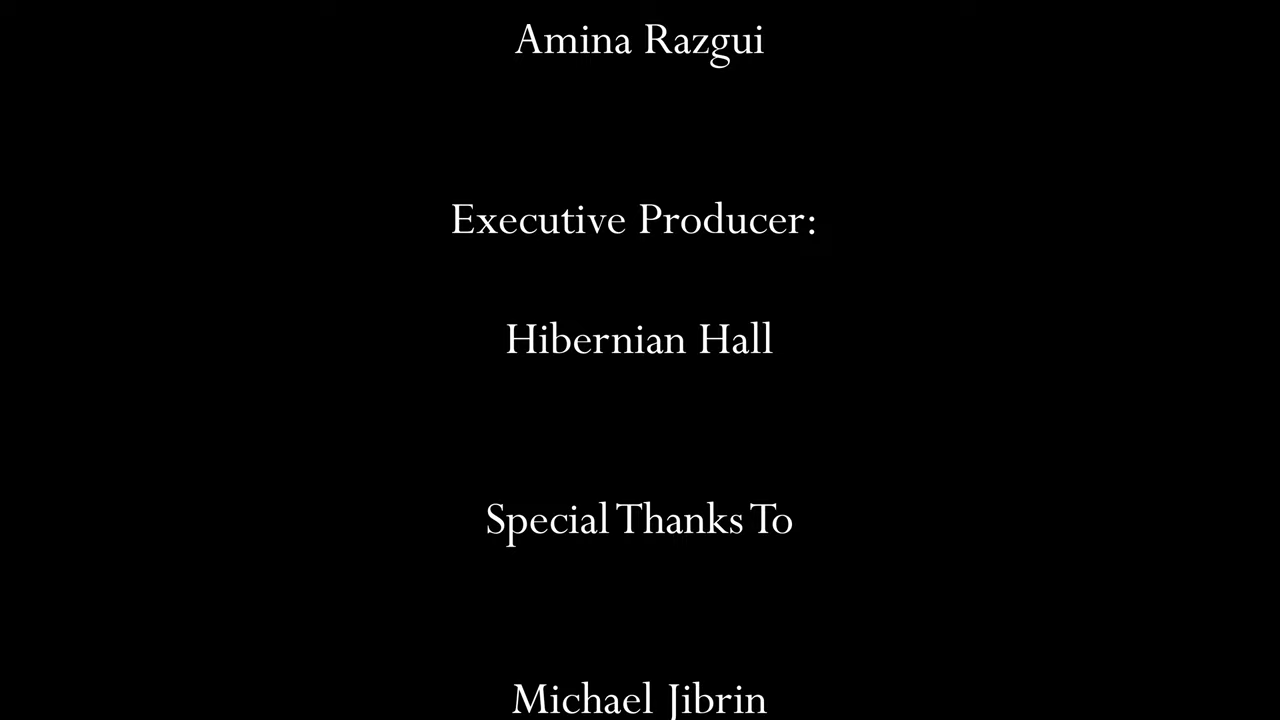 Amina Razgui
Executive Producer:
Hibernian Hall
Special Thanks To
Michael Jibrin